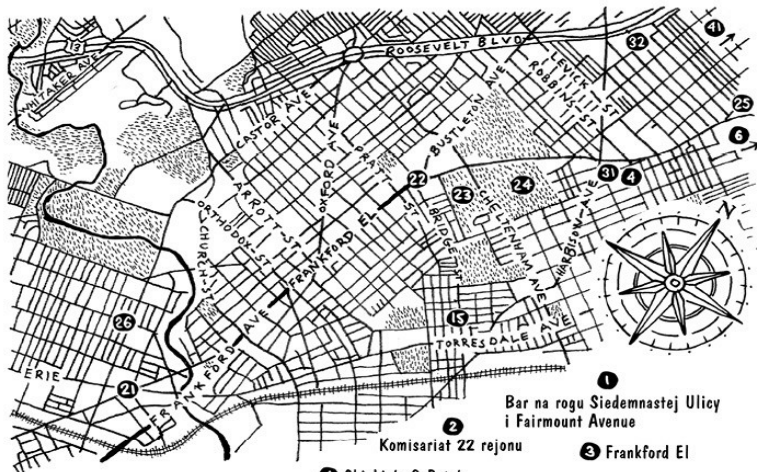 13
WHITAKER AVE
ROOSEVELT BLVD
32
41
LEVICK ST
ROBBINS ST
25
6
CASTOR AVE
BUSTLETON AVE
OXFORD AVE
PRATT ST
22
31
4
23
24
ARROTT ST
ORTHODOX ST
CHURCH ST
FRANKFORD EL
BRIDGE ST
CHELTENHAM AVE
HARBISON AVE
N
26
15
TORRESDALE AVE
FRANKFORD AVE
ERIE
21
1
Bar na rogu Siedemnastej Ulicy
i Fairmount Avenue
2
Komisariat 22 rejonu
3 Frankford El